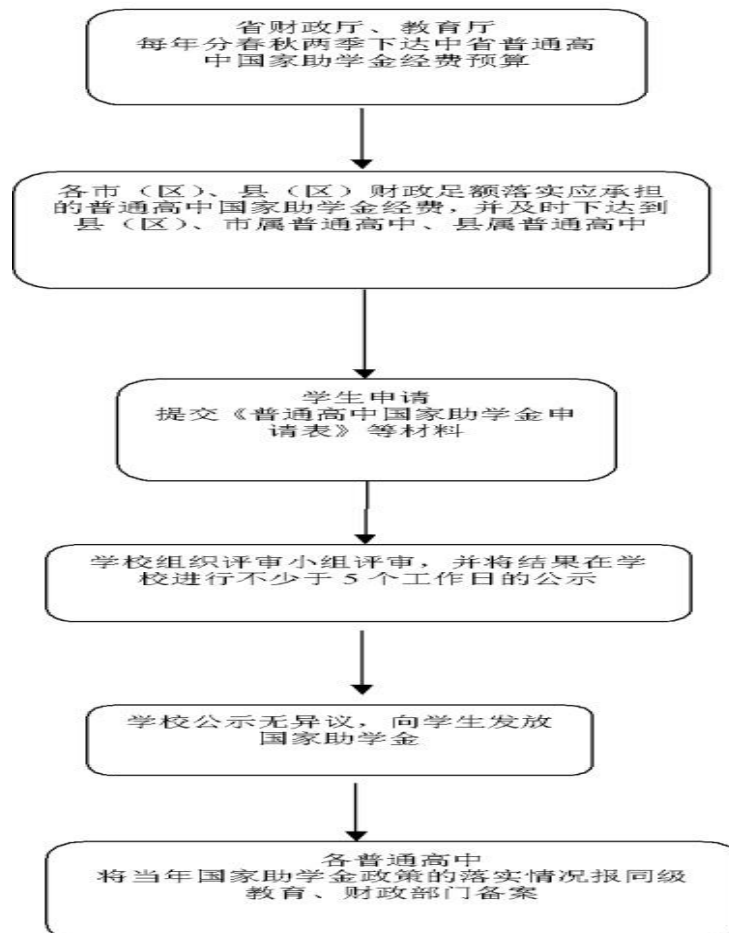 省财政厅、教育厅
每年分春秋两季下达中省普通高
中国家助学金经费预算
各市（区）、县（区）财政足额落实应承担
的普通高中国家助学金经费，并及时下达到
县（区）、市属普通高中、县属普通高中
学生申请
提交《普通高中国家助学金申
请表》等材料
学校组织评审小组评审，并将结果在学
校进行不少于 5 个工作日的公示
学校公示无异议，向学生发放
国家助学金
各普通高中
将当年国家助学金政策的落实情况报同级
教育、财政部门备案